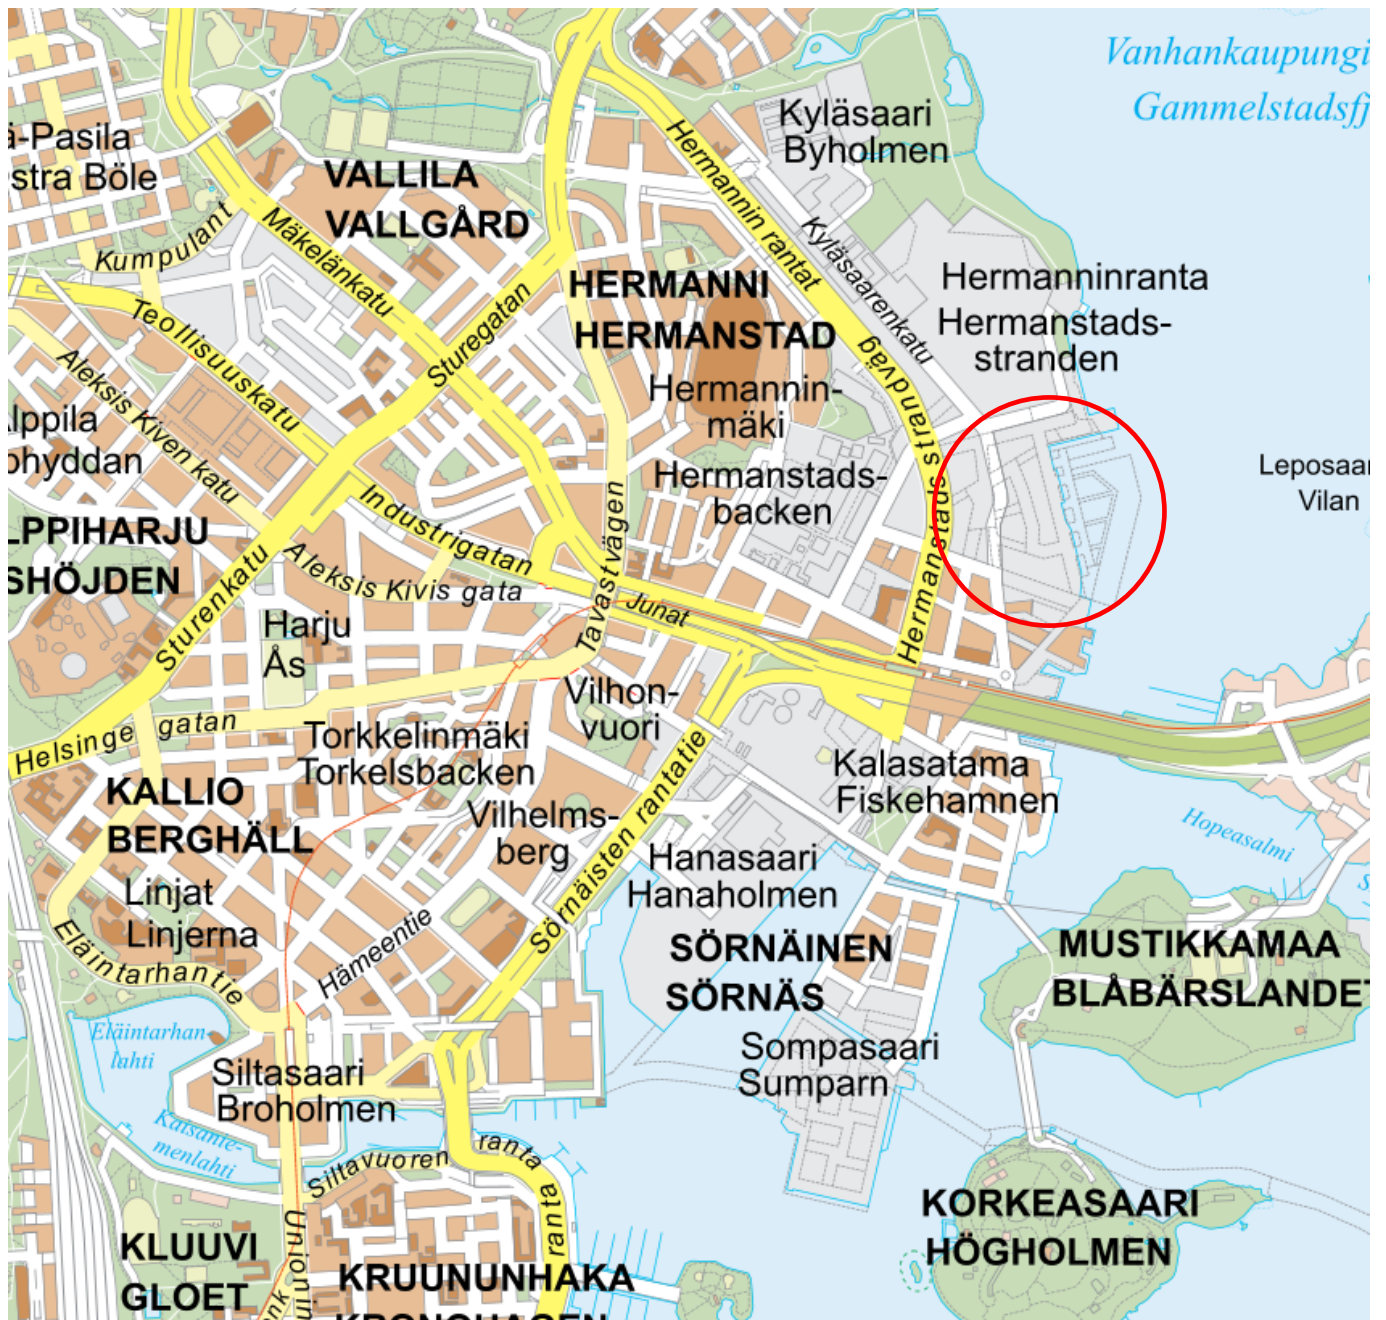 Vanhankaupungi
Gammelstadsfj
Kyläsaari
Byholmen
ä-Pasila
stra Böle
VALLILA
VALLGÅRD
Hermannin rantat
Kumpulant
Mäkelänkatu
Kyläsaarenkatu
HERMANNI
HERMANSTAD
Hermanninranta
Hermanstads-
stranden
Teollisuuskatu
Sturegatan
Hermanstads strandväg
Aleksis Kiven katu
Hermannin-
mäki
lppila
phyddan
Hermanstads-
backen
Leposaar
Vilan
LPPIHARJU
SHÖJDEN
Industrigatan
Tavastvägen
Sturenkatu
Aleksis Kivis gata
Junat
Harju
Ås
Vilhon-
vuori
Helsinge gatan
Torkkelinmäki
Torkelsbacken
Kalasatama
Fiskehamnen
KALLIO
BERGHÄLL
Vilhelms-
berg
Sörnäisten rantatie
Hopeasalmi
Hanasaari
Hanaholmen
Linjat
Linjerna
Eläintarhantie
Hämeentie
SÖRNÄINEN
SÖRNÄS
MUSTIKKAMAA
BLÅBÄRSLANDET
Eläintarhan-
lahti
Siltasaari
Broholmen
Sompasaari
Sumparn
Kaisanie-
menlahti
Siltavuoren
ranta
ranta
Unionin
KORKEASAARI
HÖGHOLMEN
KLUUVI
GLOET
KRUUNUNHAKA
KRONOHAGEN